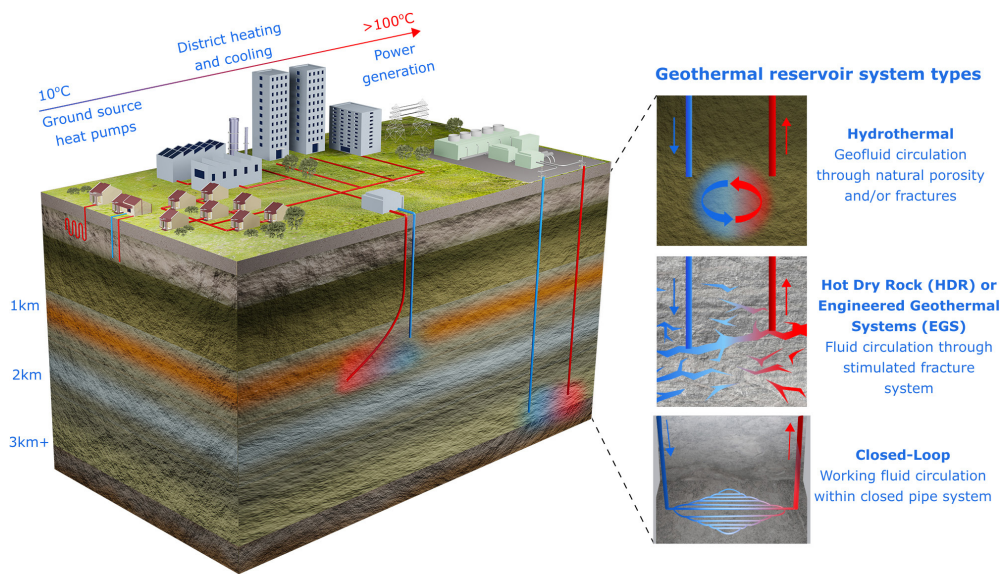 10°C
Ground source
heat pumps
District heating
and cooling
>100°C
Power
generation
1km
2km
3km+
Geothermal reservoir system types
Hydrothermal
Geofluid circulation
through natural porosity
and/or fractures
Hot Dry Rock (HDR) or
Engineered Geothermal
Systems (EGS)
Fluid circulation through
stimulated fracture
system
Closed-Loop
Working fluid circulation
within closed pipe system